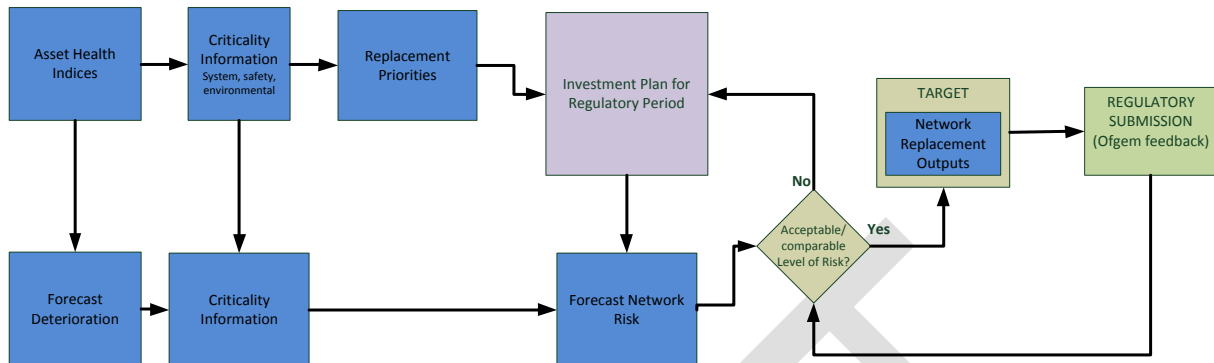 Asset Health
Indices
Criticality
Information
System, safety,
environmental
Replacement
Priorities
Investment Plan for
Regulatory Period
TARGET
Network
Replacement
Outputs
REGULATORY
SUBMISSION
(Ofgem feedback)
No
Yes
Acceptable/
comparable
Level of Risk?
Forecast
Deterioration
Criticality
Information
Forecast Network
Risk